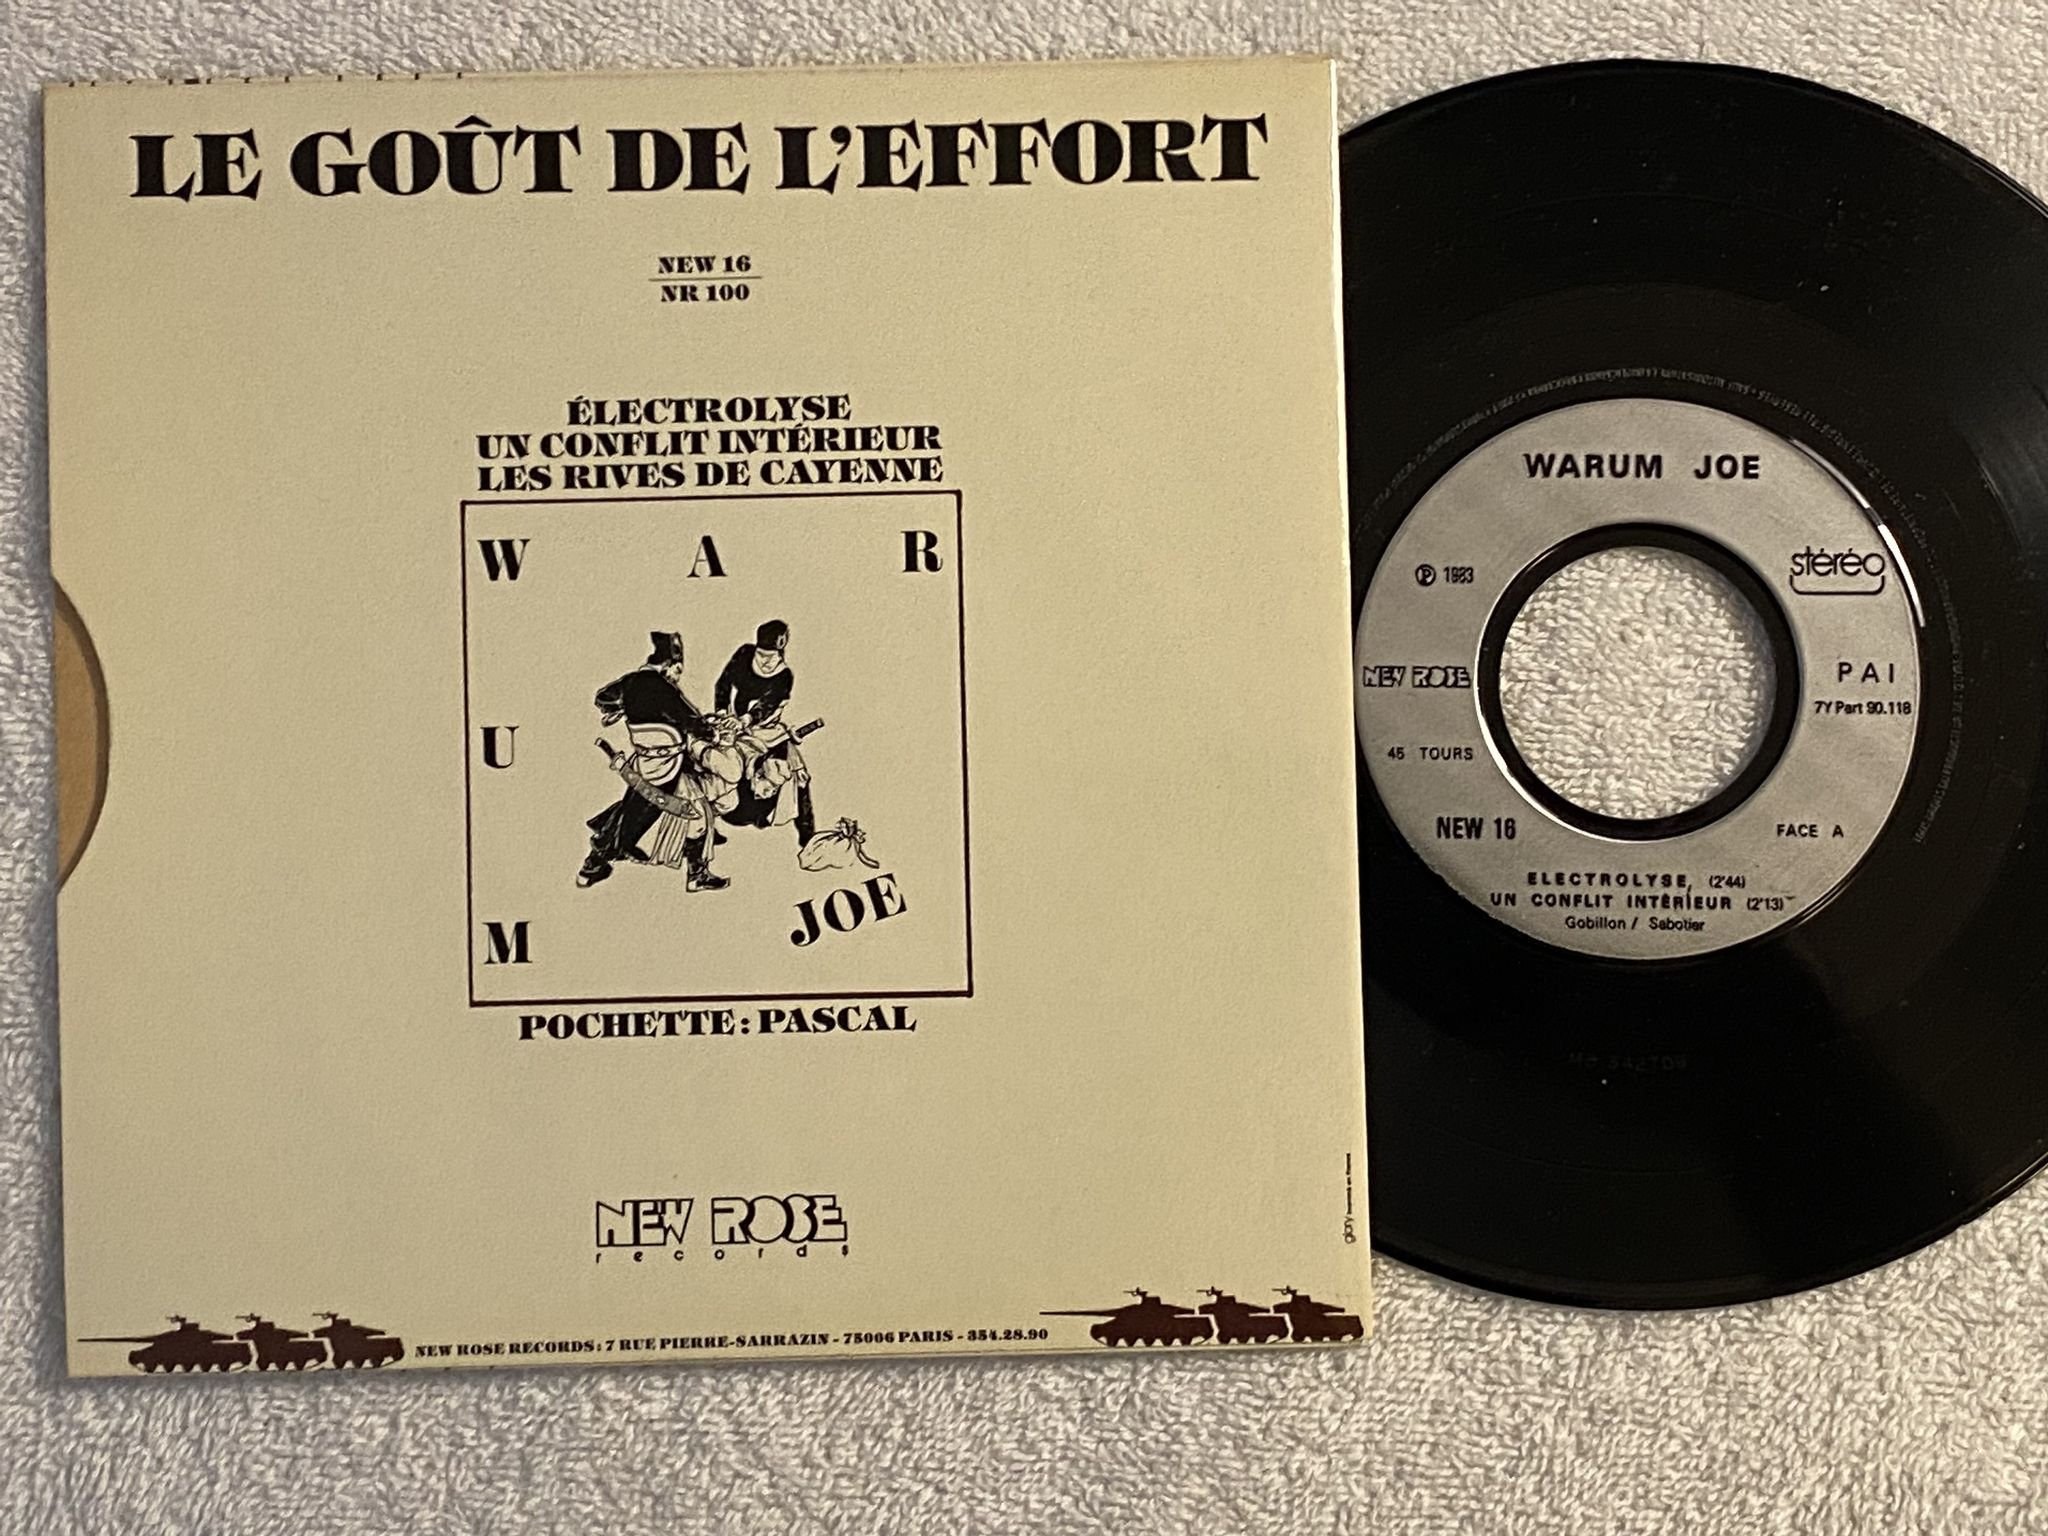 LE GOÛT DE L'EFFORT
NEW 16
NR 100
ÉLECTROLYSE
UN CONFLIT INTÉRIEUR
LES RIVES DE CAYENNE
W A R
U
M
JOE
POCHETTE: PASCAL
NEW ROSE
records
NEW ROSE RECORDS: 7 RUE PIERRE-SARRAZIN - 75006 PARIS - 354.28.90
glory
WARUM JOE
℗ 1983
stéréo
NEW ROSE
PAI
7Y Part 90.118
45 TOURS
NEW 16
FACE A
ELECTROLYSE, (2'44)
UN CONFLIT INTÉRIEUR (2'13)
Gobillon / Sabotier